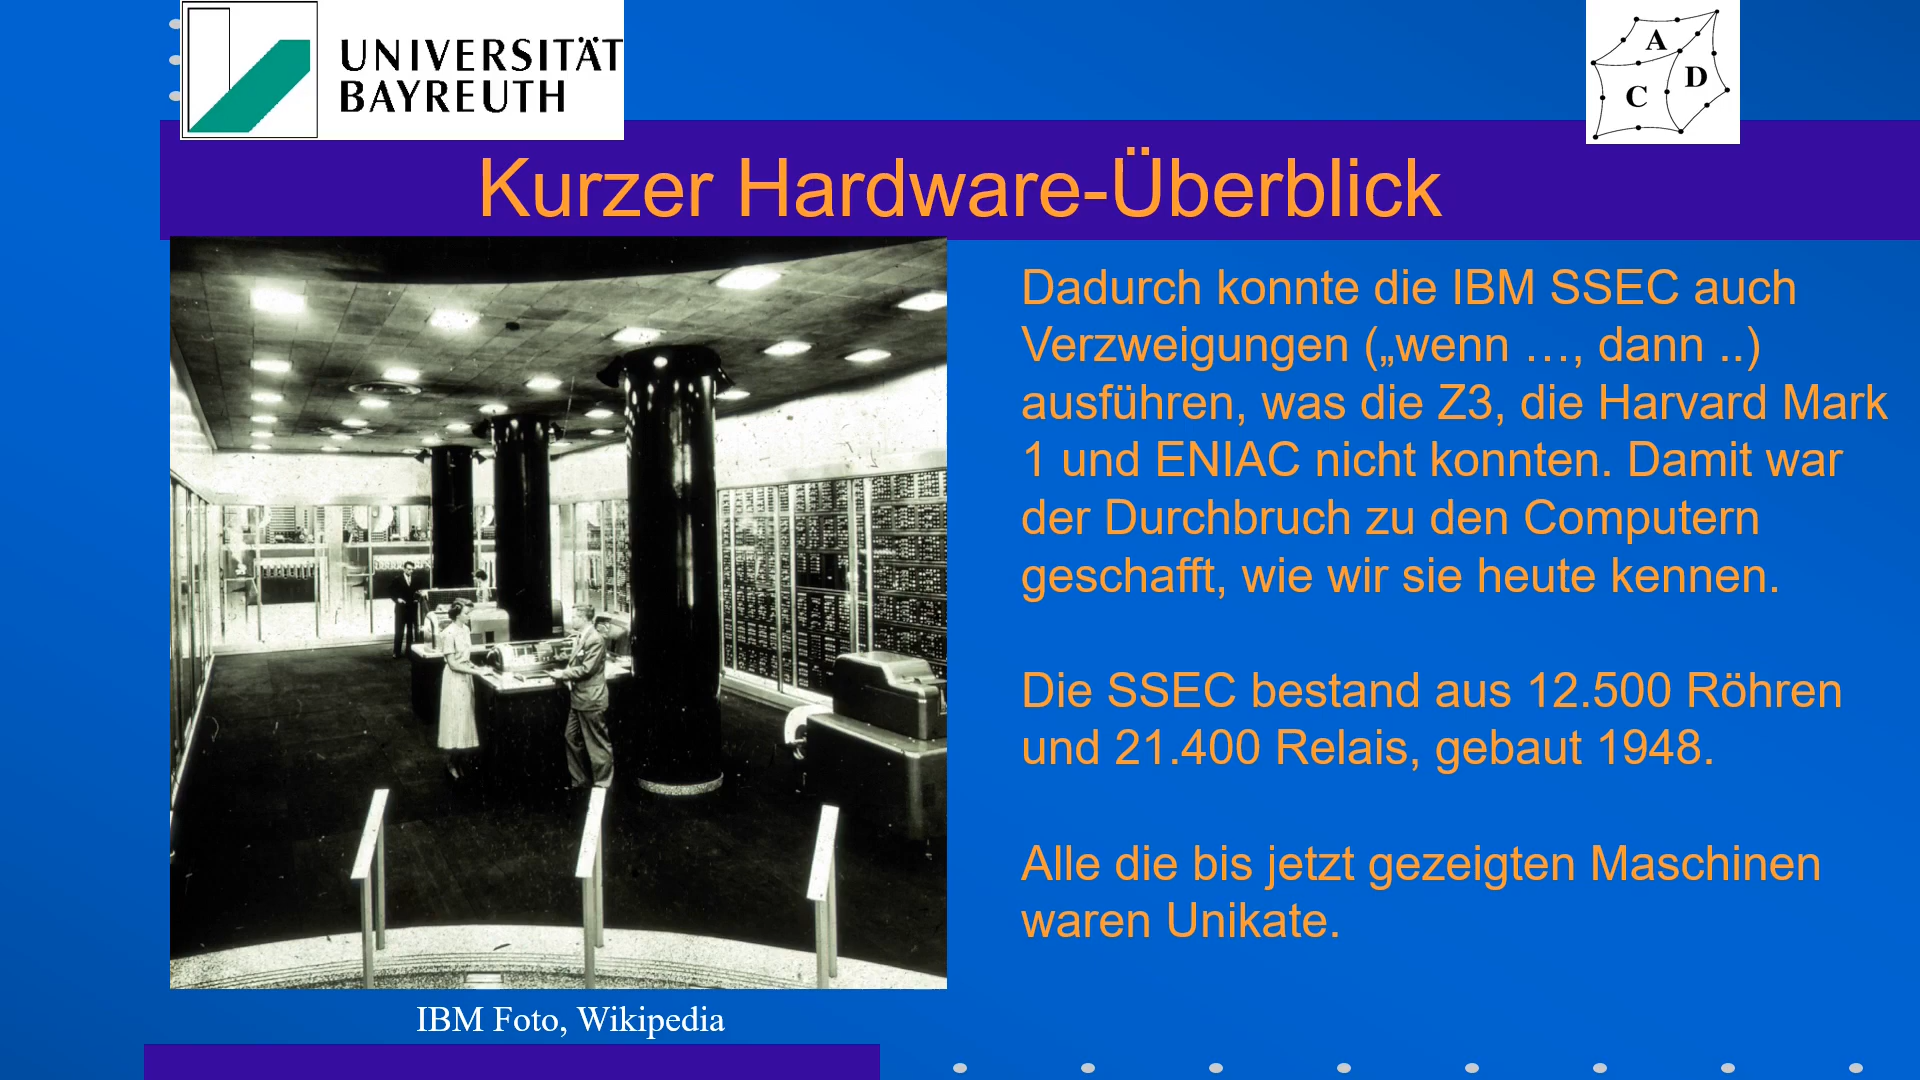 UNIVERSITÄT
BAYREUTH
A
D
C
Kurzer Hardware-Überblick
Dadurch konnte die IBM SSEC auch
Verzweigungen („wenn …, dann ..)
ausführen, was die Z3, die Harvard Mark
1 und ENIAC nicht konnten. Damit war
der Durchbruch zu den Computern
geschafft, wie wir sie heute kennen.
Die SSEC bestand aus 12.500 Röhren
und 21.400 Relais, gebaut 1948.
Alle die bis jetzt gezeigten Maschinen
waren Unikate.
IBM Foto, Wikipedia